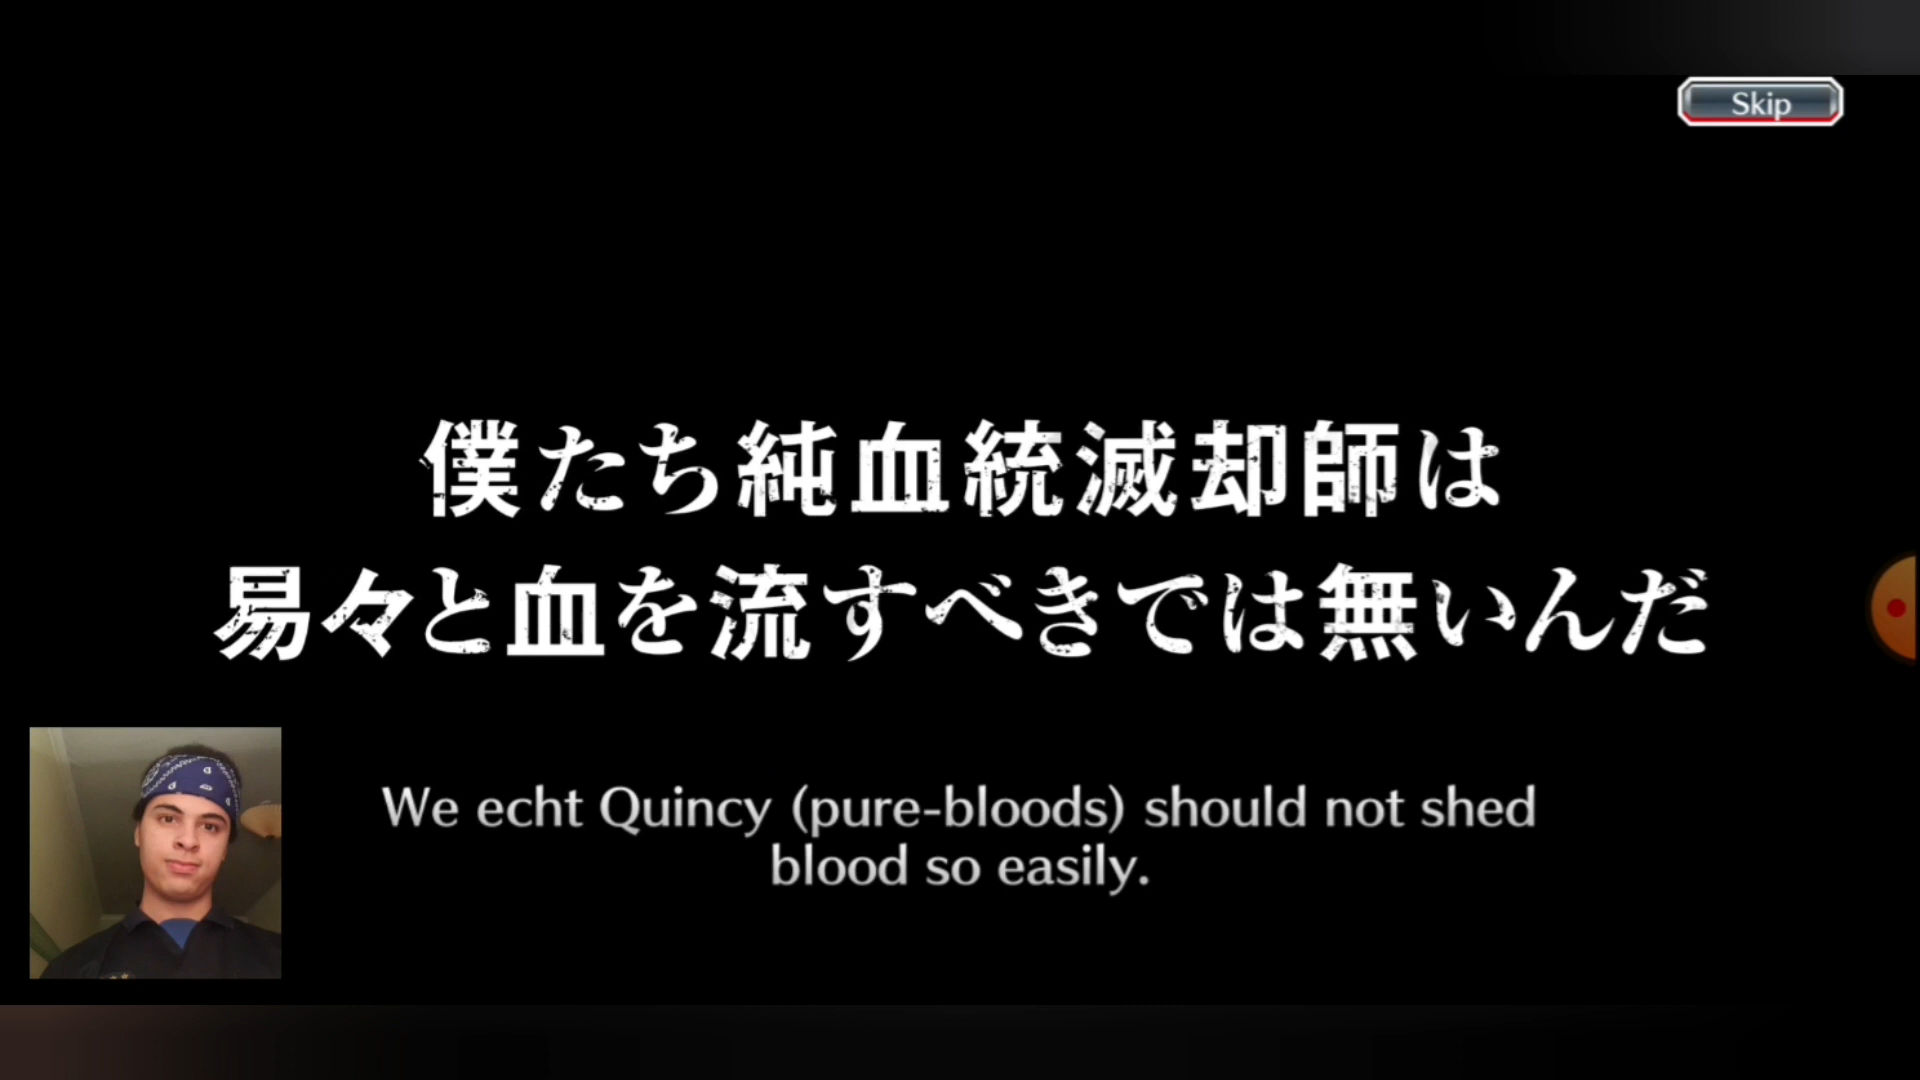 Skip
僕たち純血統滅却師は
易々と血を流すべきでは無いんだ
We echt Quincy (pure-bloods) should not shed
blood so easily.